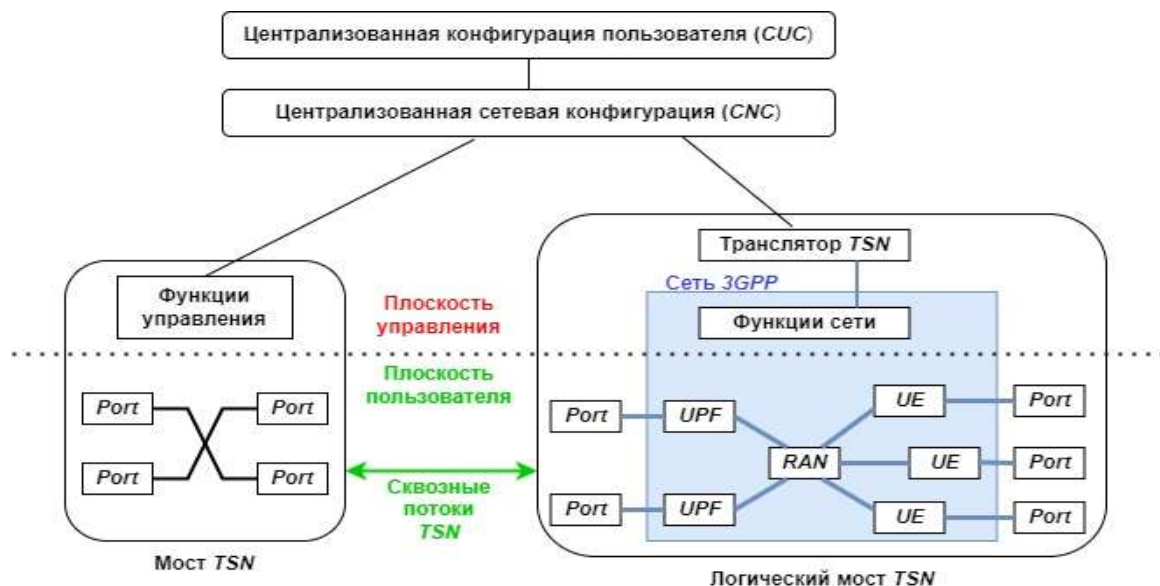 Централизованная конфигурация пользователя (CUC)
Централизованная сетевая конфигурация (CNC)
Транслятор TSN
Сеть 3GPP
Функции
управления
Плоскость
управления
Функции сети
Плоскость
пользователя
Port
Port
Port
UPF
UE
Port
RAN
UE
Port
Port
Port
Сквозные
потоки
TSN
Port
UPF
UE
Port
Мост TSN
Логический мост TSN